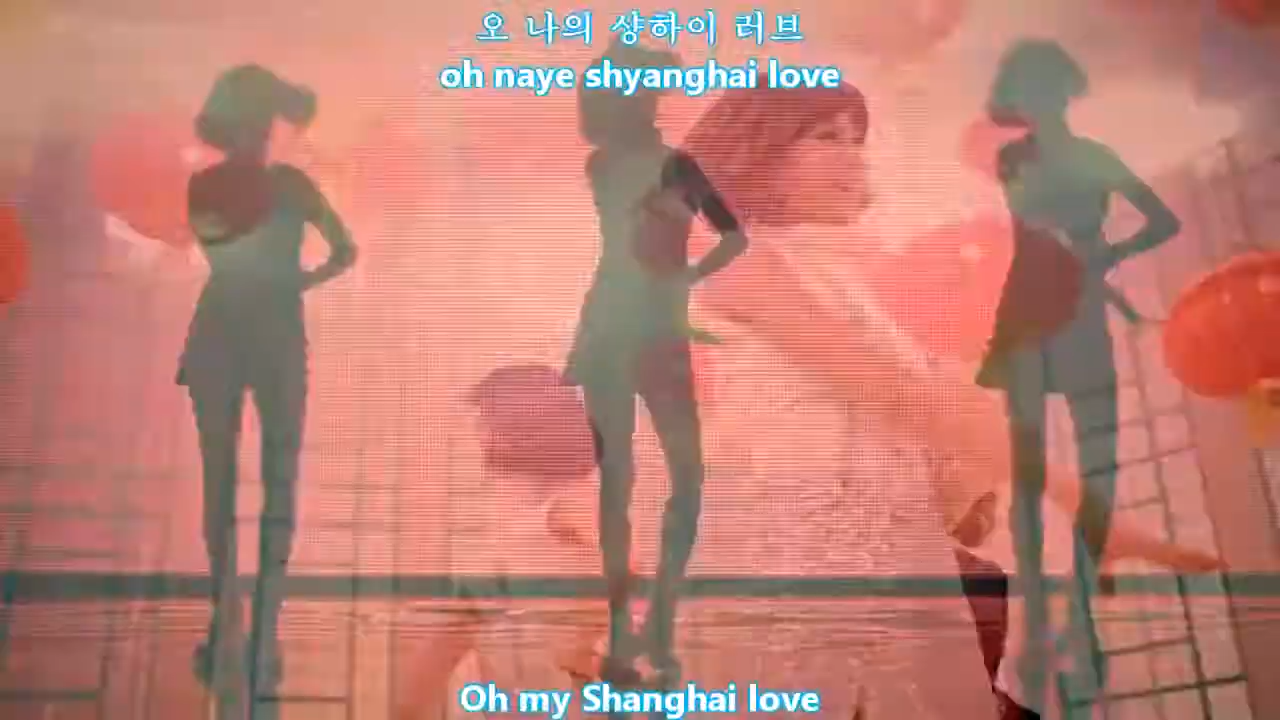 오 나의 샹하이 러브
oh naye shyanghai love
Oh my Shanghai love